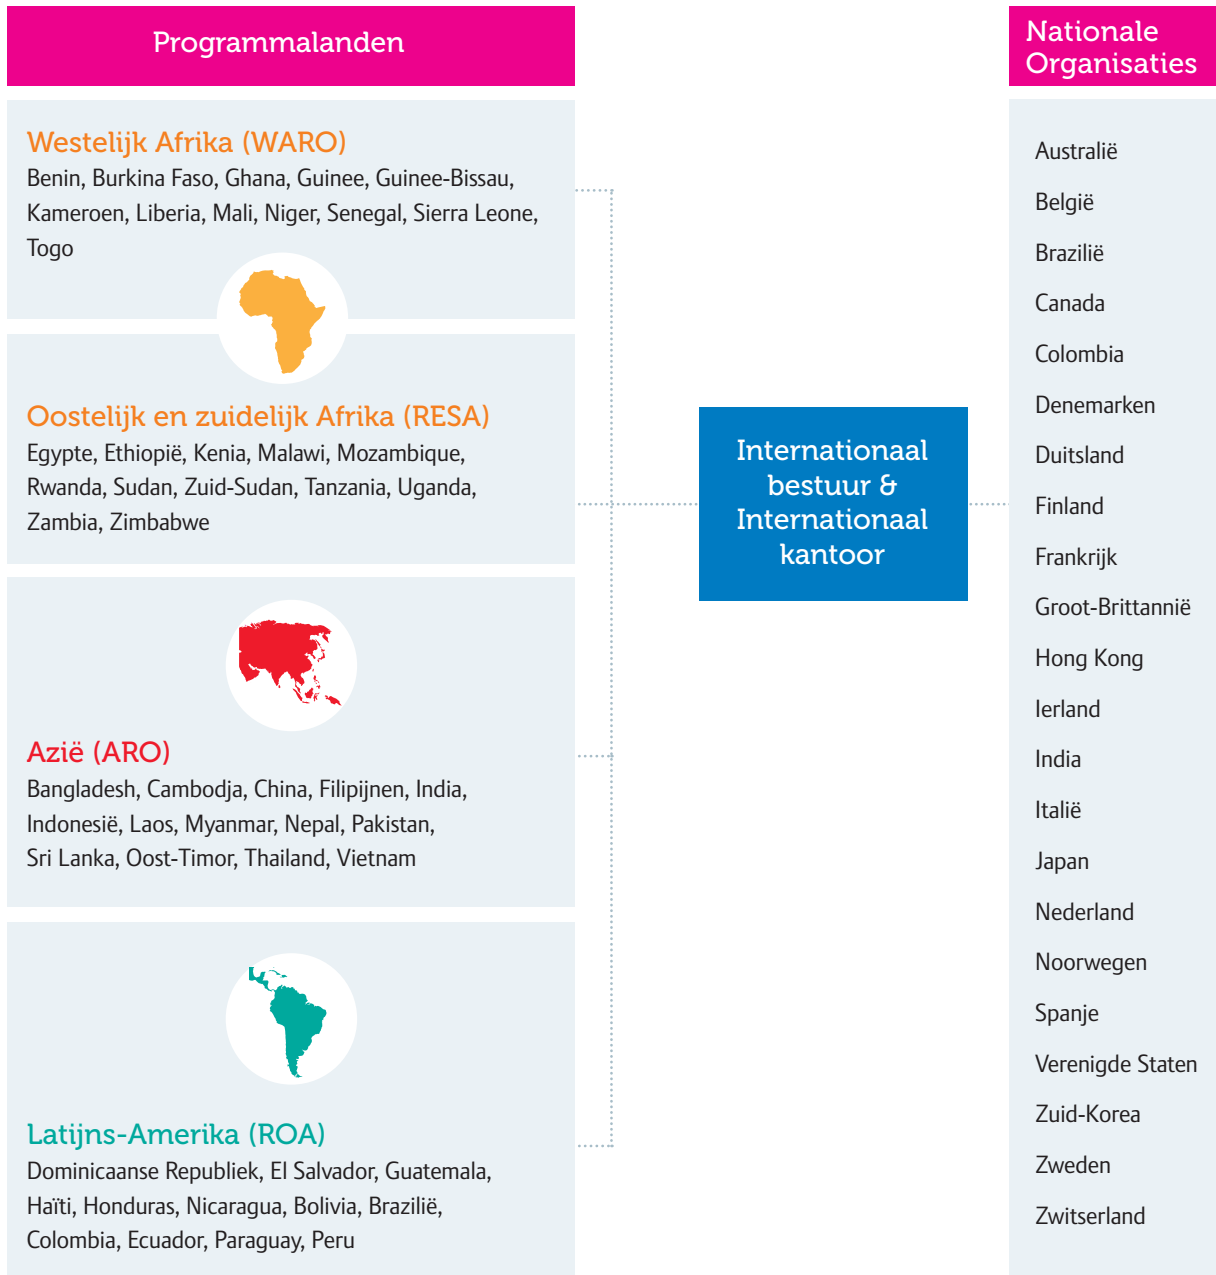 Programmalanden
Westelijk Afrika (WARO)
Benin, Burkina Faso, Ghana, Guinee, Guinee-Bissau,
Kameroen, Liberia, Mali, Niger, Senegal, Sierra Leone,
Togo
Oostelijk en zuidelijk Afrika (RESA)
Egypte, Ethiopië, Kenia, Malawi, Mozambique,
Rwanda, Sudan, Zuid-Sudan, Tanzania, Uganda,
Zambia, Zimbabwe
Azië (ARO)
Bangladesh, Cambodja, China, Filipijnen, India,
Indonesië, Laos, Myanmar, Nepal, Pakistan,
Sri Lanka, Oost-Timor, Thailand, Vietnam
Latijns-Amerika (ROA)
Dominicaanse Republiek, El Salvador, Guatemala,
Haïti, Honduras, Nicaragua, Bolivia, Brazilië,
Colombia, Ecuador, Paraguay, Peru
Internationaal
bestuur &
Internationaal
kantoor
Nationale
Organisaties
Australië
België
Brazilië
Canada
Colombia
Denemarken
Duitsland
Finland
Frankrijk
Groot-Brittannië
Hong Kong
Ierland
India
Italië
Japan
Nederland
Noorwegen
Spanje
Verenigde Staten
Zuid-Korea
Zweden
Zwitserland